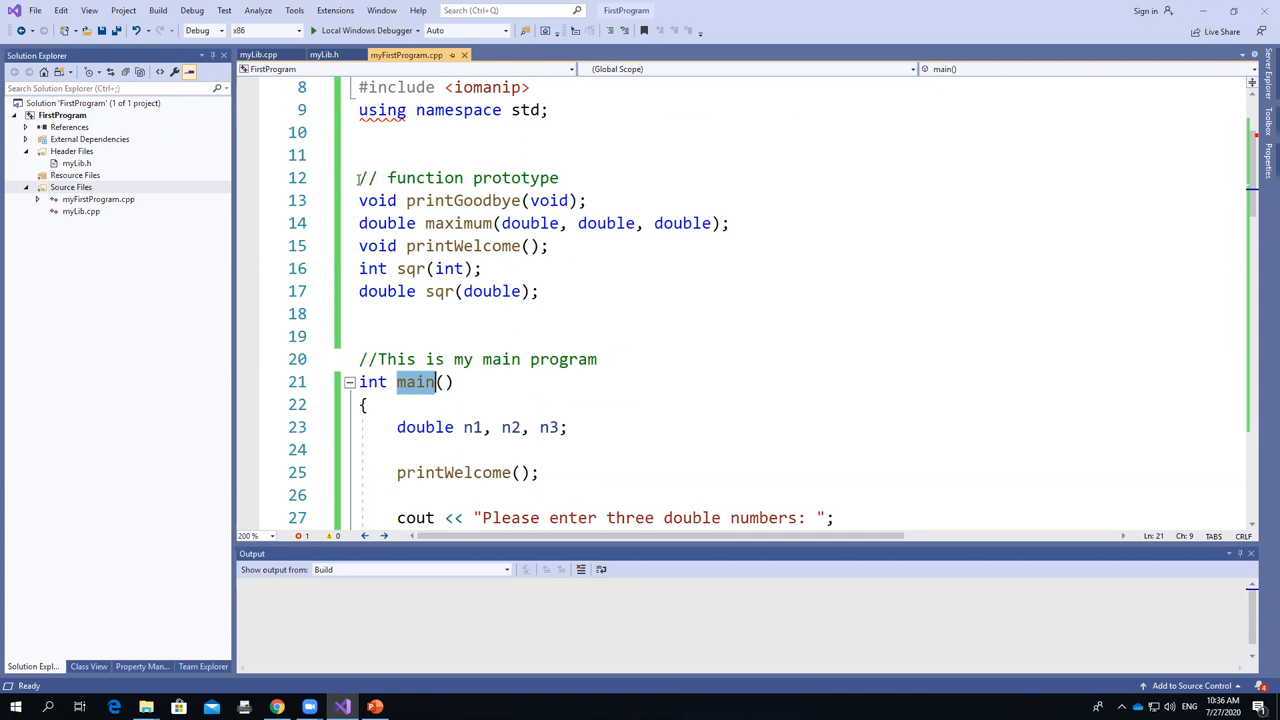 File Edit View Project Build Debug Test Analyze Tools Extensions Window Help Search (Ctrl+Q) FirstProgram Sign in
Debug x86 Local Windows Debugger Auto Live Share
Solution Explorer
myLib.cpp myLib.h myFirstProgram.cpp
FirstProgram (Global Scope) main()
Search Solution Explorer (Ctrl+;)
Solution 'FirstProgram' (1 of 1 project)
FirstProgram
References
External Dependencies
Header Files
myLib.h
Resource Files
Source Files
myFirstProgram.cpp
myLib.cpp
8 #include <iomanip>
9 using namespace std;
10
11
12 // function prototype
13 void printGoodbye(void);
14 double maximum(double, double, double);
15 void printWelcome();
16 int sqr(int);
17 double sqr(double);
18
19
20 //This is my main program
21 int main()
22 {
23 double n1, n2, n3;
24
25 printWelcome();
26
27 cout << "Please enter three double numbers: ";
200 % 1 0 Ln: 21 Ch: 9 TABS CRLF
Output
Show output from: Build
Server Explorer
Toolbox
Properties
Solution Expl... Class View Property Man... Team Explorer
Ready Add to Source Control 4
ENG 10:36 AM
7/27/2020